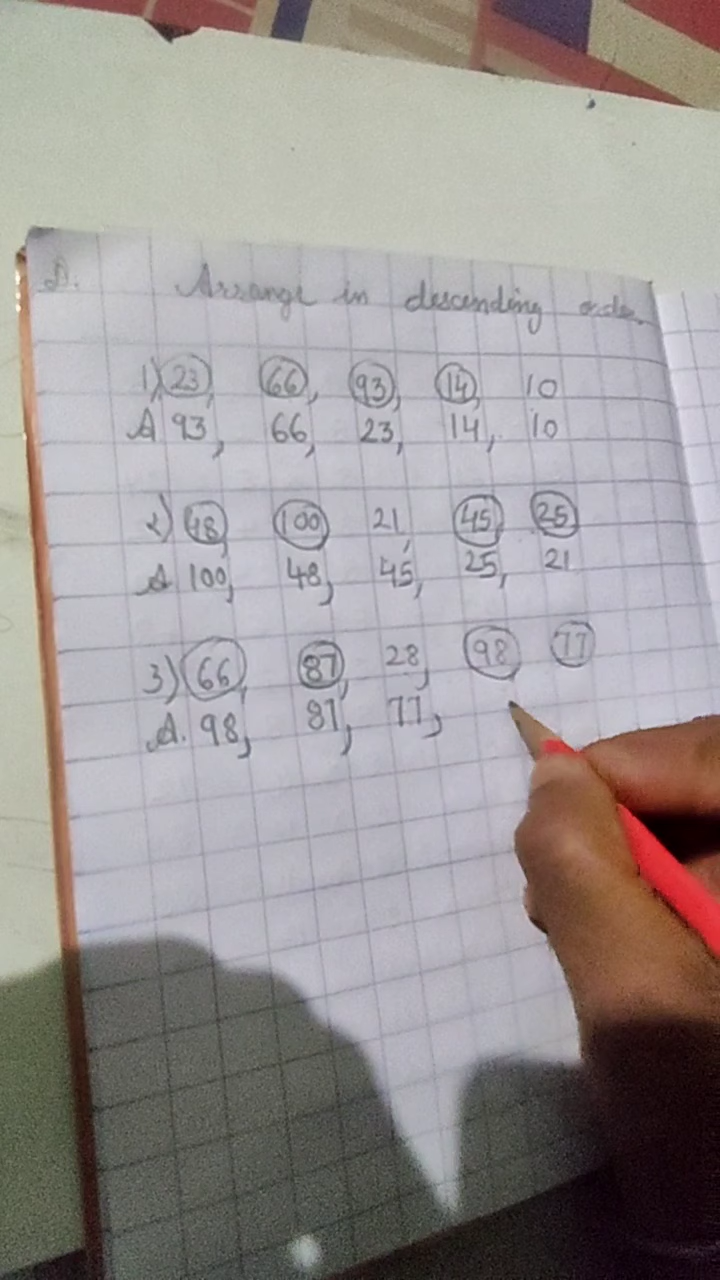 D. Arrange in descending order.
1) 23, 66, 93, 14, 10
A 93, 66, 23, 14, 10
2) 48, 100 21, 45, 25
A 100, 48, 45, 25, 21
3) 66, 87, 28, 98, 77
A. 98, 87, 77,